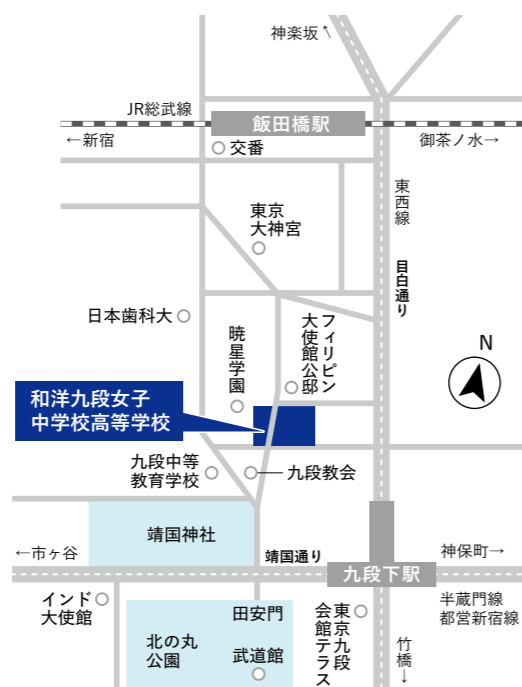 神楽坂↑
JR総武線
飯田橋駅
←新宿
交番
御茶ノ水→
東西線
東京
大神宮
目白通り
日本歯科大
フィリピン
大使館公邸
暁星学園
N
和洋九段女子
中学校高等学校
九段中等
教育学校
九段教会
靖国神社
靖国通り
←市ヶ谷
神保町→
九段下駅
インド
大使館
田安門
東京九段
会館テラス
半蔵門線
都営新宿線
北の丸
公園
武道館
竹橋↓